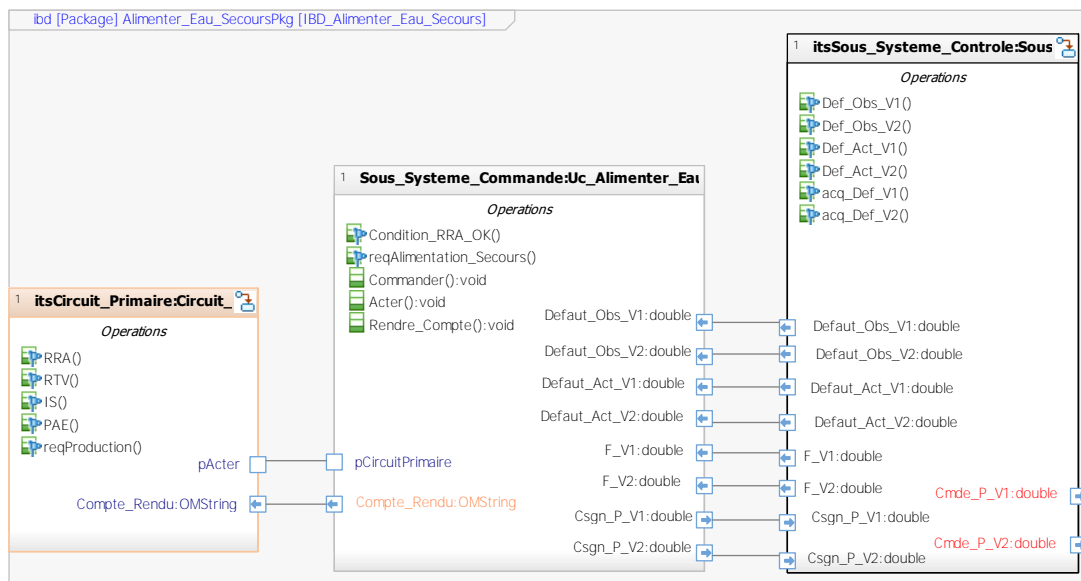 ibd [Package] Alimenter_Eau_SecoursPkg [IBD_Alimenter_Eau_Secours]
1 itsCircuit_Primaire:Circuit_
Operations
RRA()
RTV()
IS()
PAE()
reqProduction()
pActer
Compte_Rendu:OMString
1 Sous_Systeme_Commande:Uc_Alimenter_Eau
Operations
Condition_RRA_OK()
reqAlimentation_Secours()
Commander():void
Acter():void
Rendre_Compte():void
Defaut_Obs_V1:double
Defaut_Obs_V2:double
Defaut_Act_V1:double
Defaut_Act_V2:double
F_V1:double
F_V2:double
Csgn_P_V1:double
Csgn_P_V2:double
pCircuitPrimaire
Compte_Rendu:OMString
1 itsSous_Systeme_Controle:Sous
Operations
Def_Obs_V1()
Def_Obs_V2()
Def_Act_V1()
Def_Act_V2()
acq_Def_V1()
acq_Def_V2()
Defaut_Obs_V1:double
Defaut_Obs_V2:double
Defaut_Act_V1:double
Defaut_Act_V2:double
F_V1:double
F_V2:double
Csgn_P_V1:double
Csgn_P_V2:double
Cmde_P_V1:double
Cmde_P_V2:double